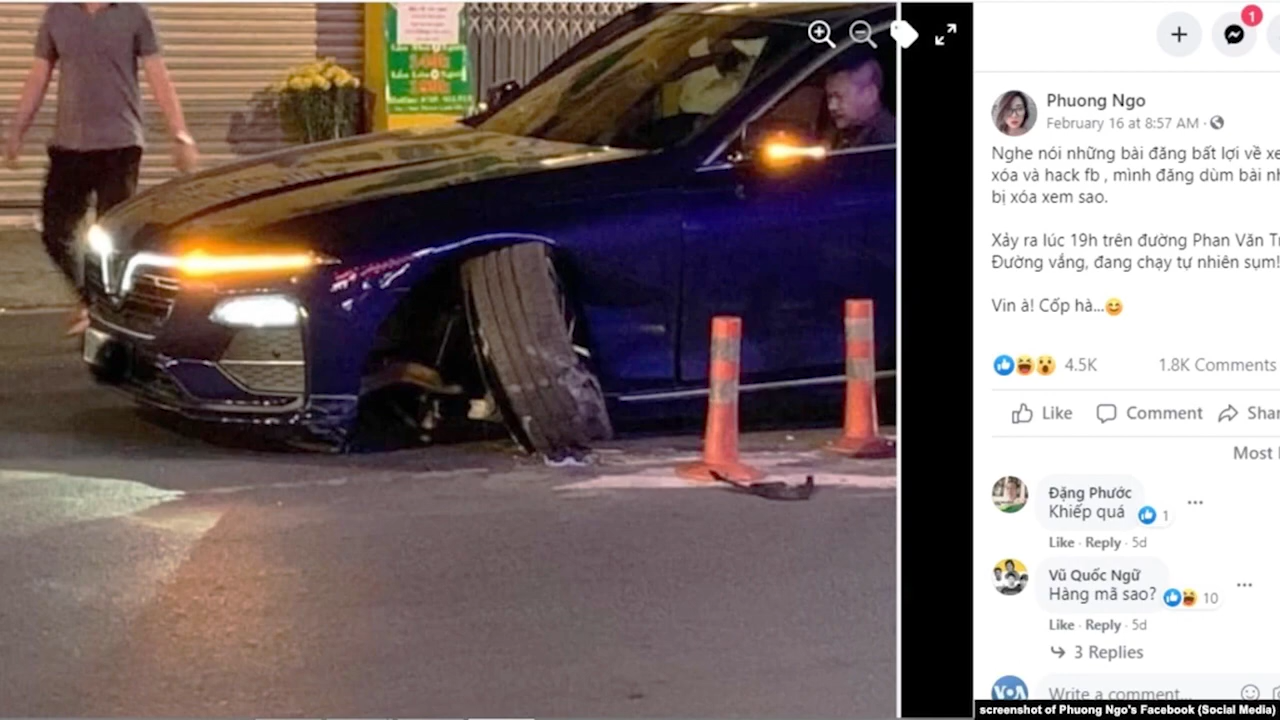 1
Phuong Ngo
February 16 at 8:57 AM ·
Nghe nói những bài đăng bất lợi về xe
xóa và hack fb , mình đăng dùm bài
bị xóa xem sao.
Xảy ra lúc 19h trên đường Phan Văn
Đường vắng, đang chạy tự nhiên sụm!
Vin à! Cốp hà...😊
4.5K
1.8K Comments
Like
Comment
Most
Đặng Phước
Khiếp quá
1
Like · Reply · 5d
Vũ Quốc Ngữ
Hàng mã sao?
10
Like · Reply · 5d
3 Replies
VOA
Write a comment...
screenshot of Phuong Ngo's Facebook (Social Media)